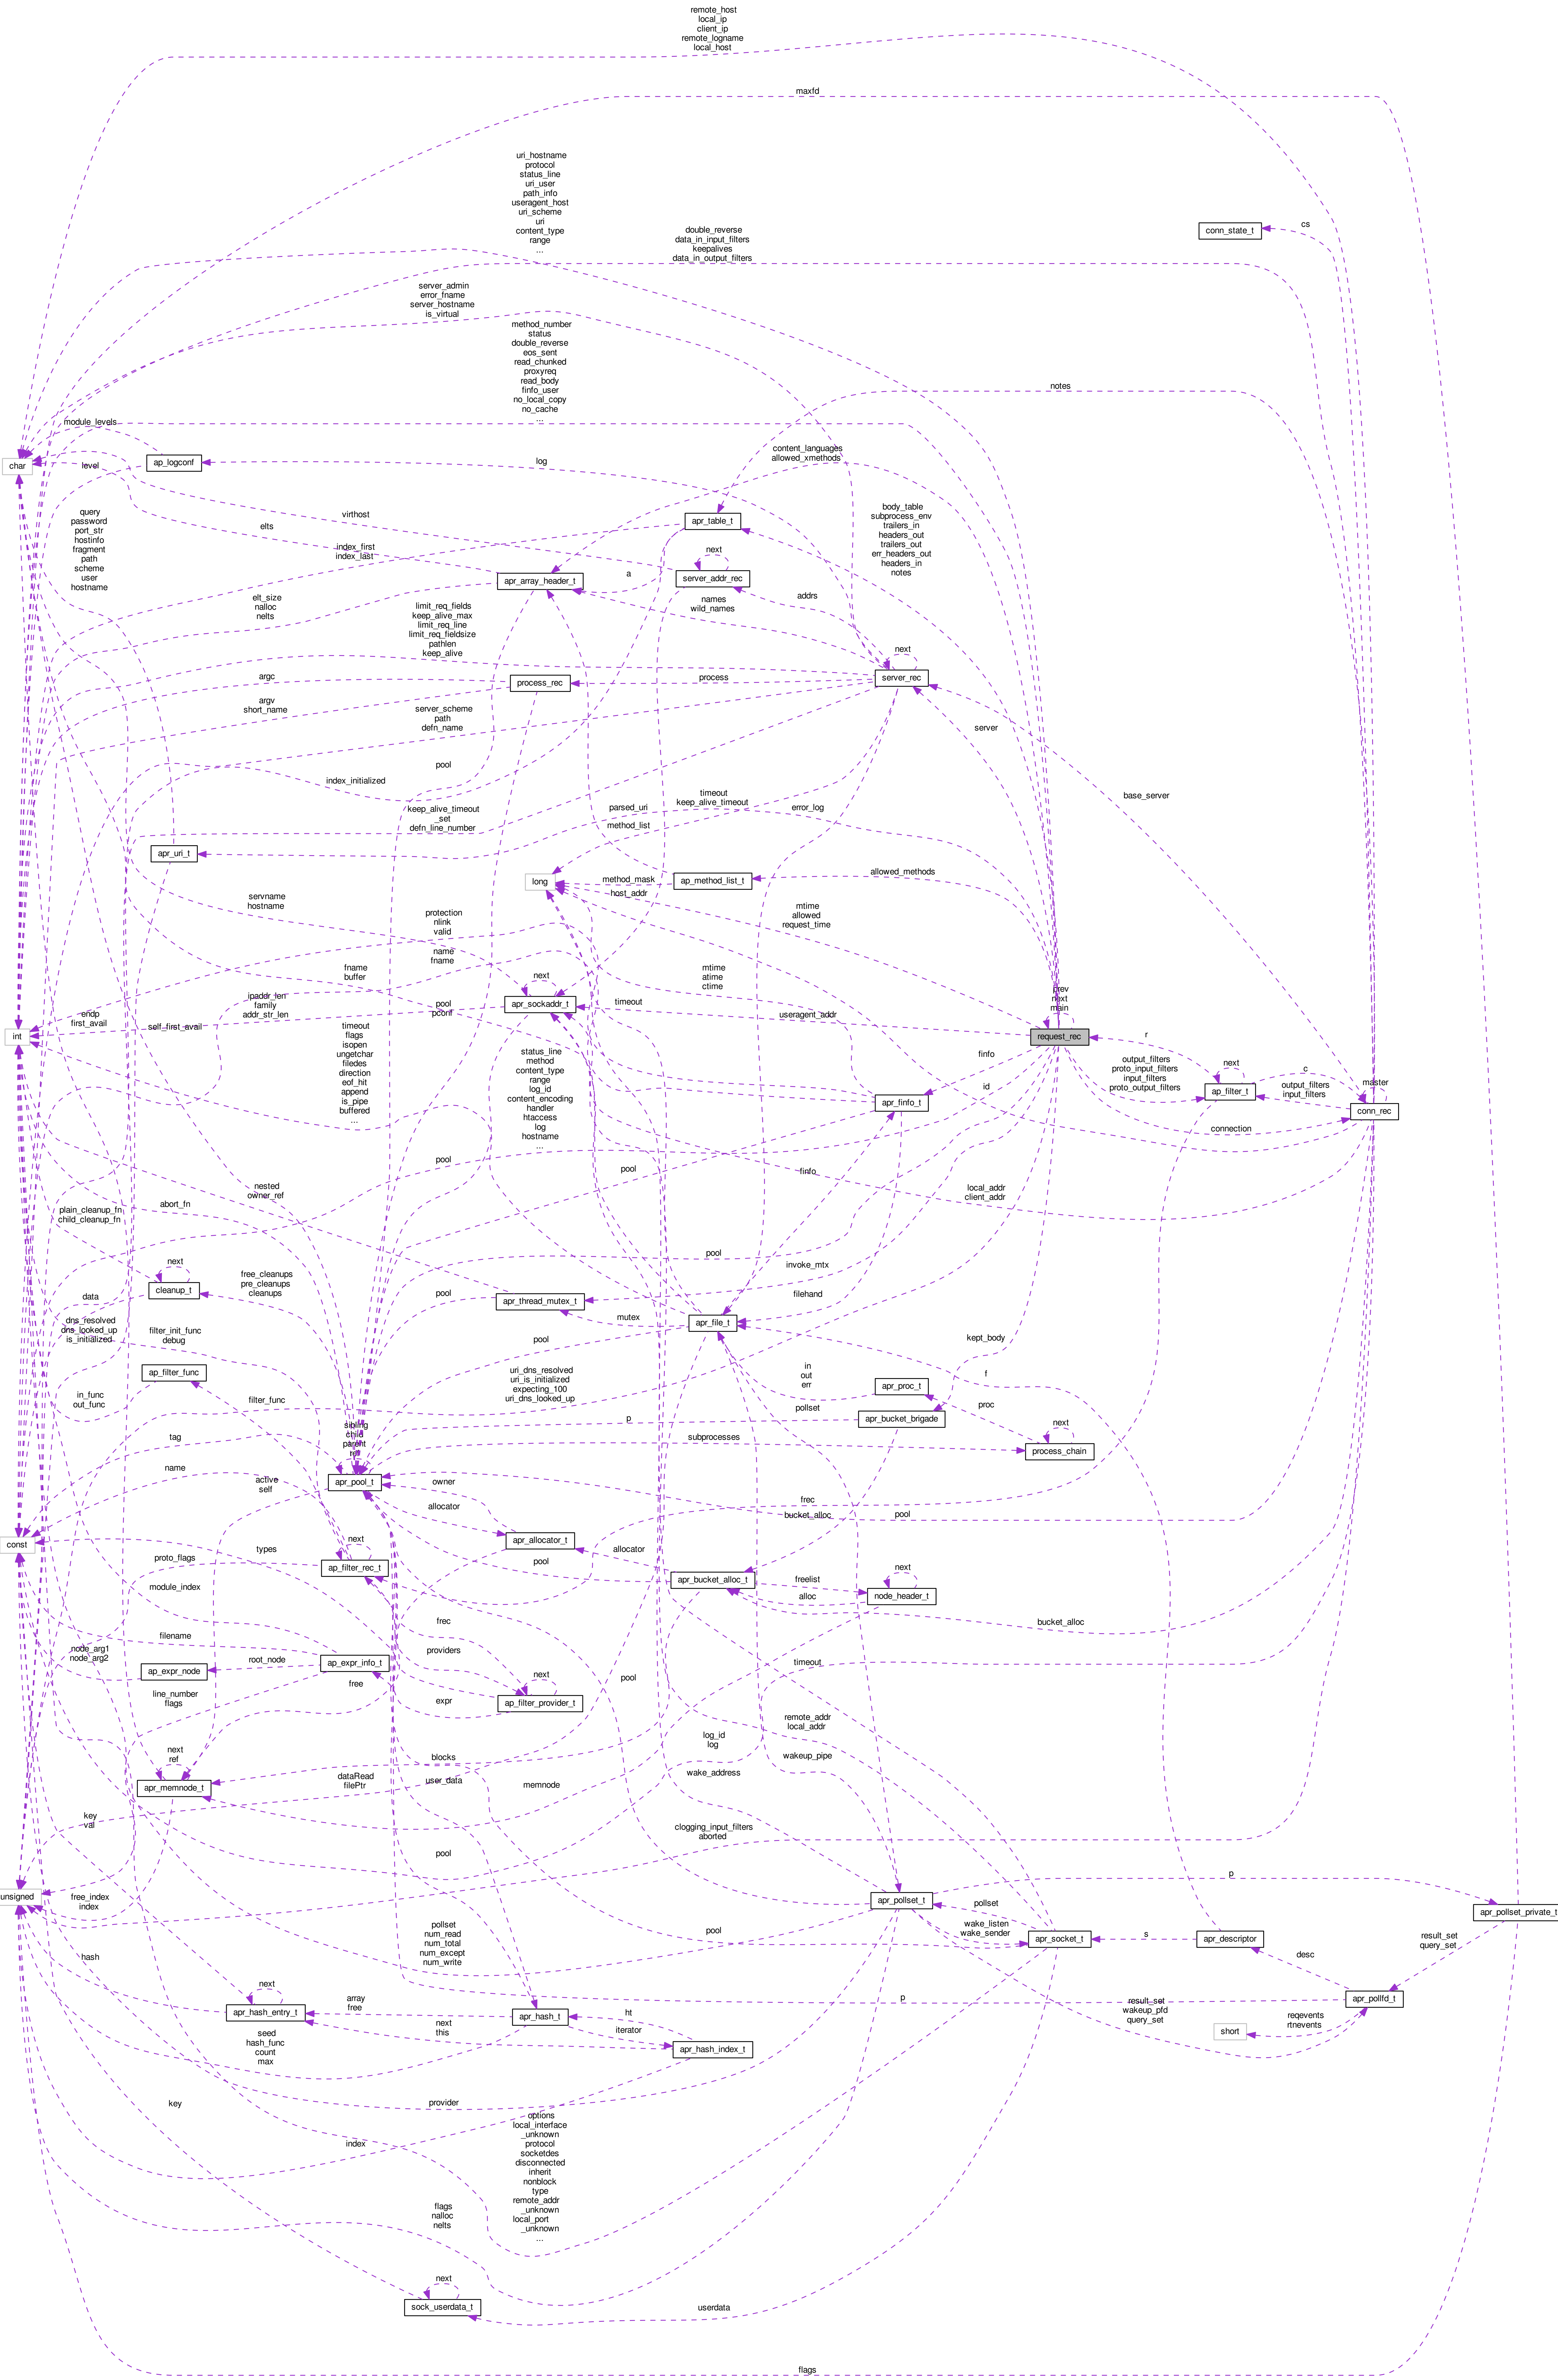 remote_host
local_ip
client_ip
remote_logname
local_host
maxfd
uri_hostname
protocol
status_line
uri_user
path_info
useragent_host
uri_scheme
uri
content_type
range
...
conn_state_t
cs
double_reverse
data_in_input_filters
keepalives
data_in_output_filters
server_admin
error_fname
server_hostname
is_virtual
method_number
status
double_reverse
eos_sent
read_chunked
proxyreq
read_body
finfo_user
no_local_copy
no_cache
...
notes
module_levels
char
ap_logconf
level
log
content_languages
allowed_xmethods
query
password
port_str
hostinfo
fragment
path
scheme
user
hostname
virthost
elts
index_first
index_last
apr_table_t
body_table
subprocess_env
trailers_in
headers_out
trailers_out
err_headers_out
headers_in
notes
next
apr_array_header_t
a
server_addr_rec
elt_size
nalloc
nelts
names
wild_names
addrs
limit_req_fields
keep_alive_max
limit_req_line
limit_req_fieldsize
pathlen
keep_alive
next
argc
process_rec
process
server_rec
argv
short_name
server_scheme
path
defn_name
server
pool
index_initialized
base_server
keep_alive_timeout
_set
defn_line_number
parsed_uri
timeout
keep_alive_timeout
error_log
method_list
apr_uri_t
long
method_mask
ap_method_list_t
allowed_methods
host_addr
servname
hostname
mtime
allowed
request_time
protection
nlink
valid
name
fname
fname
buffer
mtime
atime
ctime
next
prev
next
main
ipaddr_len
family
addr_str_len
pool
pconf
apr_sockaddr_t
timeout
useragent_addr
request_rec
r
endp
first_avail
int
self_first_avail
timeout
flags
isopen
ungetchar
filedes
direction
eof_hit
append
is_pipe
buffered
...
status_line
method
content_type
range
log_id
content_encoding
handler
htaccess
log
hostname
...
finfo
id
output_filters
proto_input_filters
input_filters
proto_output_filters
next
ap_filter_t
c
output_filters
input_filters
master
conn_rec
apr_finfo_t
connection
pool
pool
finfo
nested
owner_ref
local_addr
client_addr
plain_cleanup_fn
child_cleanup_fn
abort_fn
pool
next
cleanup_t
free_cleanups
pre_cleanups
cleanups
invoke_mtx
data
pool
apr_thread_mutex_t
filehand
mutex
apr_file_t
dns_resolved
dns_looked_up
is_initialized
filter_init_func
debug
pool
kept_body
ap_filter_func
uri_dns_resolved
uri_is_initialized
expecting_100
uri_dns_looked_up
in
out
err
apr_proc_t
f
in_func
out_func
filter_func
pollset
proc
p
apr_bucket_brigade
sibling
child
parent
tag
subprocesses
next
process_chain
name
active
self
apr_pool_t
owner
allocator
frec
bucket_alloc
pool
const
apr_allocator_t
next
types
proto_flags
ap_filter_rec_t
pool
allocator
apr_bucket_alloc_t
freelist
alloc
next
node_header_t
module_index
frec
bucket_alloc
filename
node_arg1
node_arg2
ap_expr_node
root_node
ap_expr_info_t
providers
timeout
free
pool
next
ap_filter_provider_t
expr
line_number
flags
remote_addr
local_addr
log_id
log
next
ref
blocks
wakeup_pipe
apr_memnode_t
dataRead
filePtr
user_data
memnode
wake_address
key
val
clogging_input_filters
aborted
pool
p
unsigned
free_index
index
apr_pollset_t
pollset
apr_pollset_private_t
pollset
num_read
num_total
num_except
num_write
pool
wake_listen
wake_sender
apr_socket_t
s
apr_descriptor
result_set
query_set
hash
desc
next
apr_hash_entry_t
array
free
p
apr_pollfd_t
apr_hash_t
ht
result_set
wakeup_pfd
query_set
short
reqevents
rtnevents
seed
hash_func
count
max
next
this
iterator
apr_hash_index_t
key
provider
index
options
local_interface
_unknown
protocol
socketdes
disconnected
inherit
nonblock
type
remote_addr
_unknown
local_port
_unknown
...
flags
nalloc
nelts
next
sock_userdata_t
userdata
flags